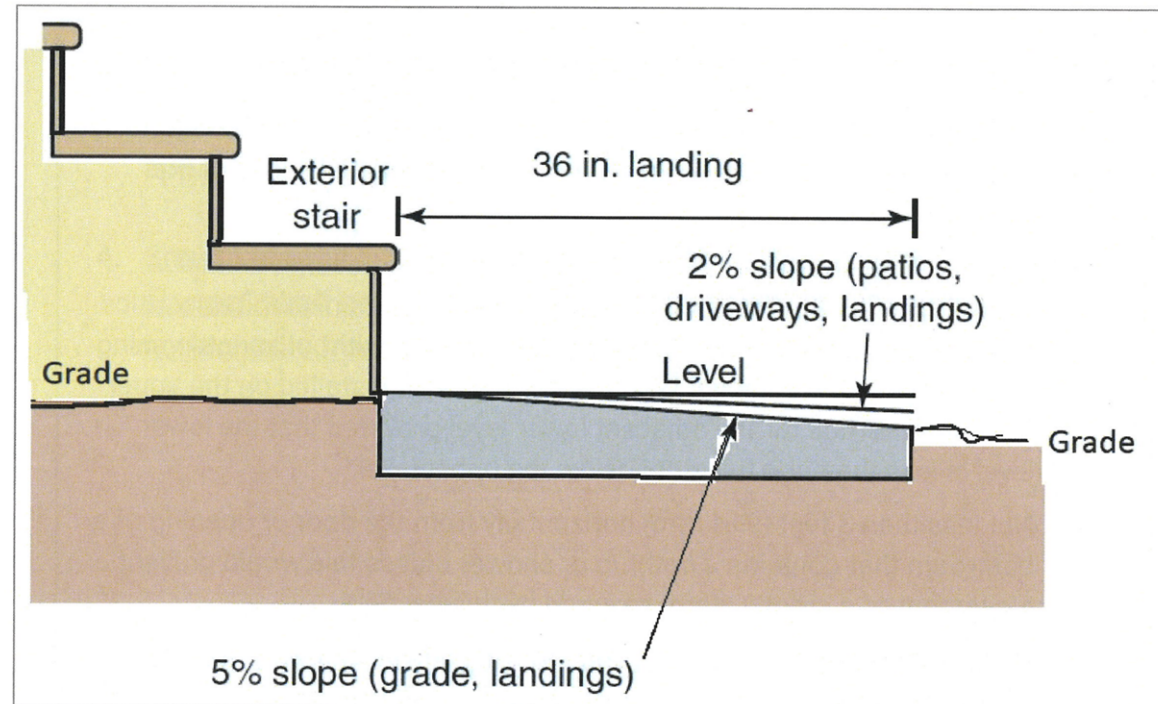 Exterior
stair
36 in. landing
2% slope (patios,
driveways, landings)
Level
Grade
Grade
5% slope (grade, landings)